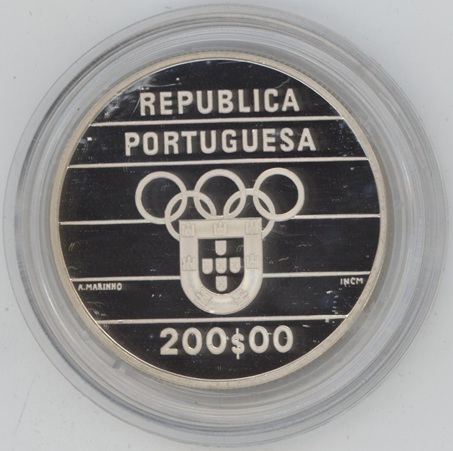 REPUBLICA
PORTUGUESA
A. MARINHO
INCM
200$00